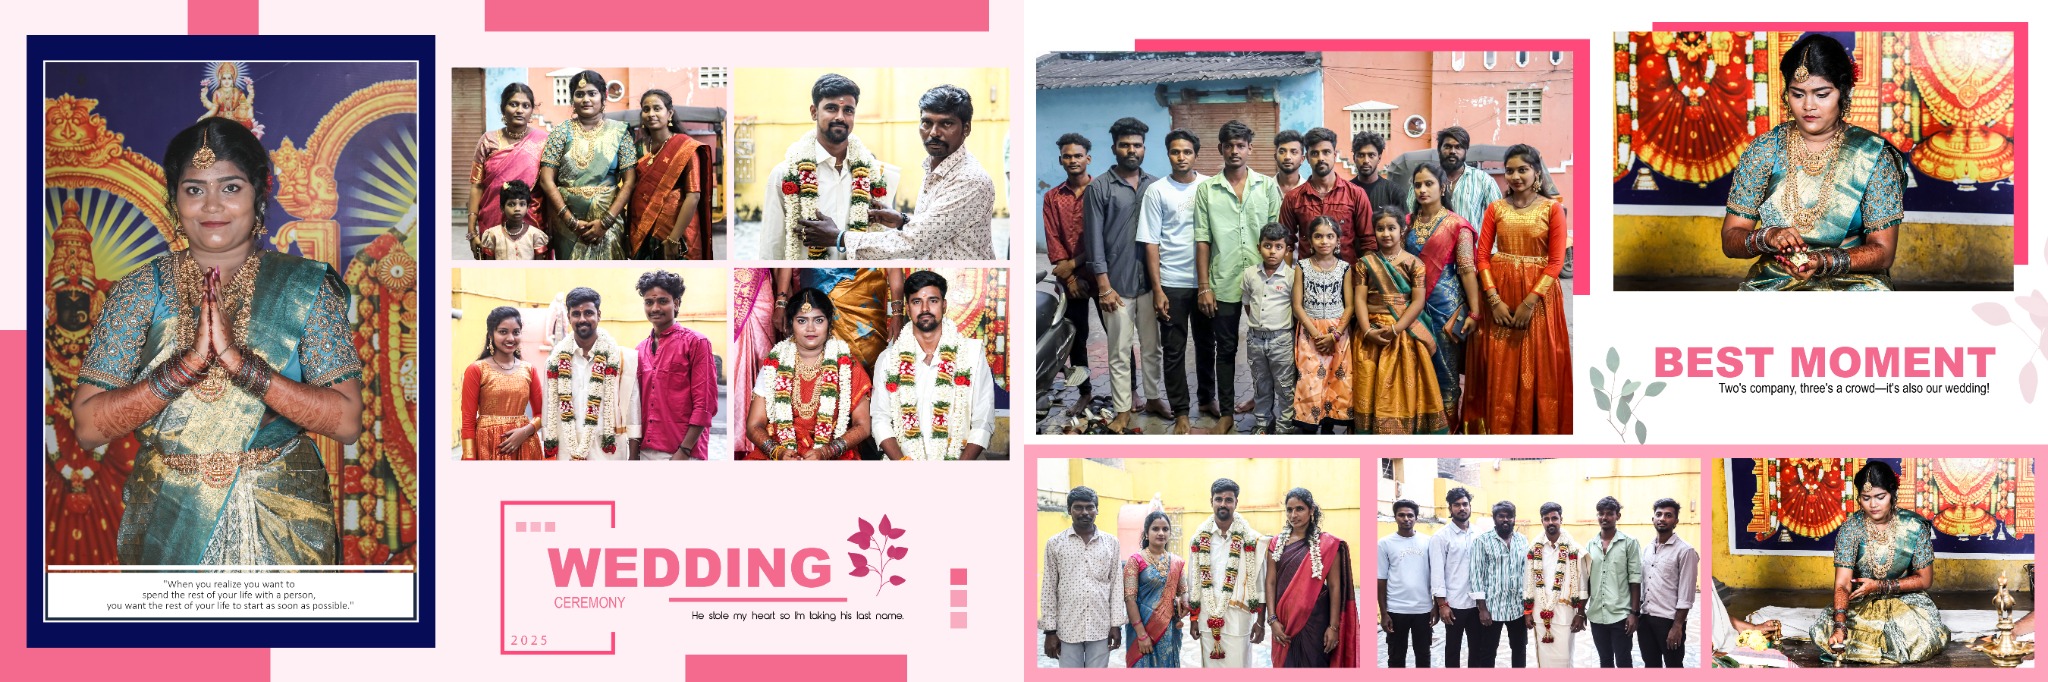 "When you realize you want to
spend the rest of your life with a person,
you want the rest of your life to start as soon as possible."
WEDDING
CEREMONY
He stole my heart so I'm taking his last name.
2025
BEST MOMENT
Two's company, three's a crowd—it's also our wedding!